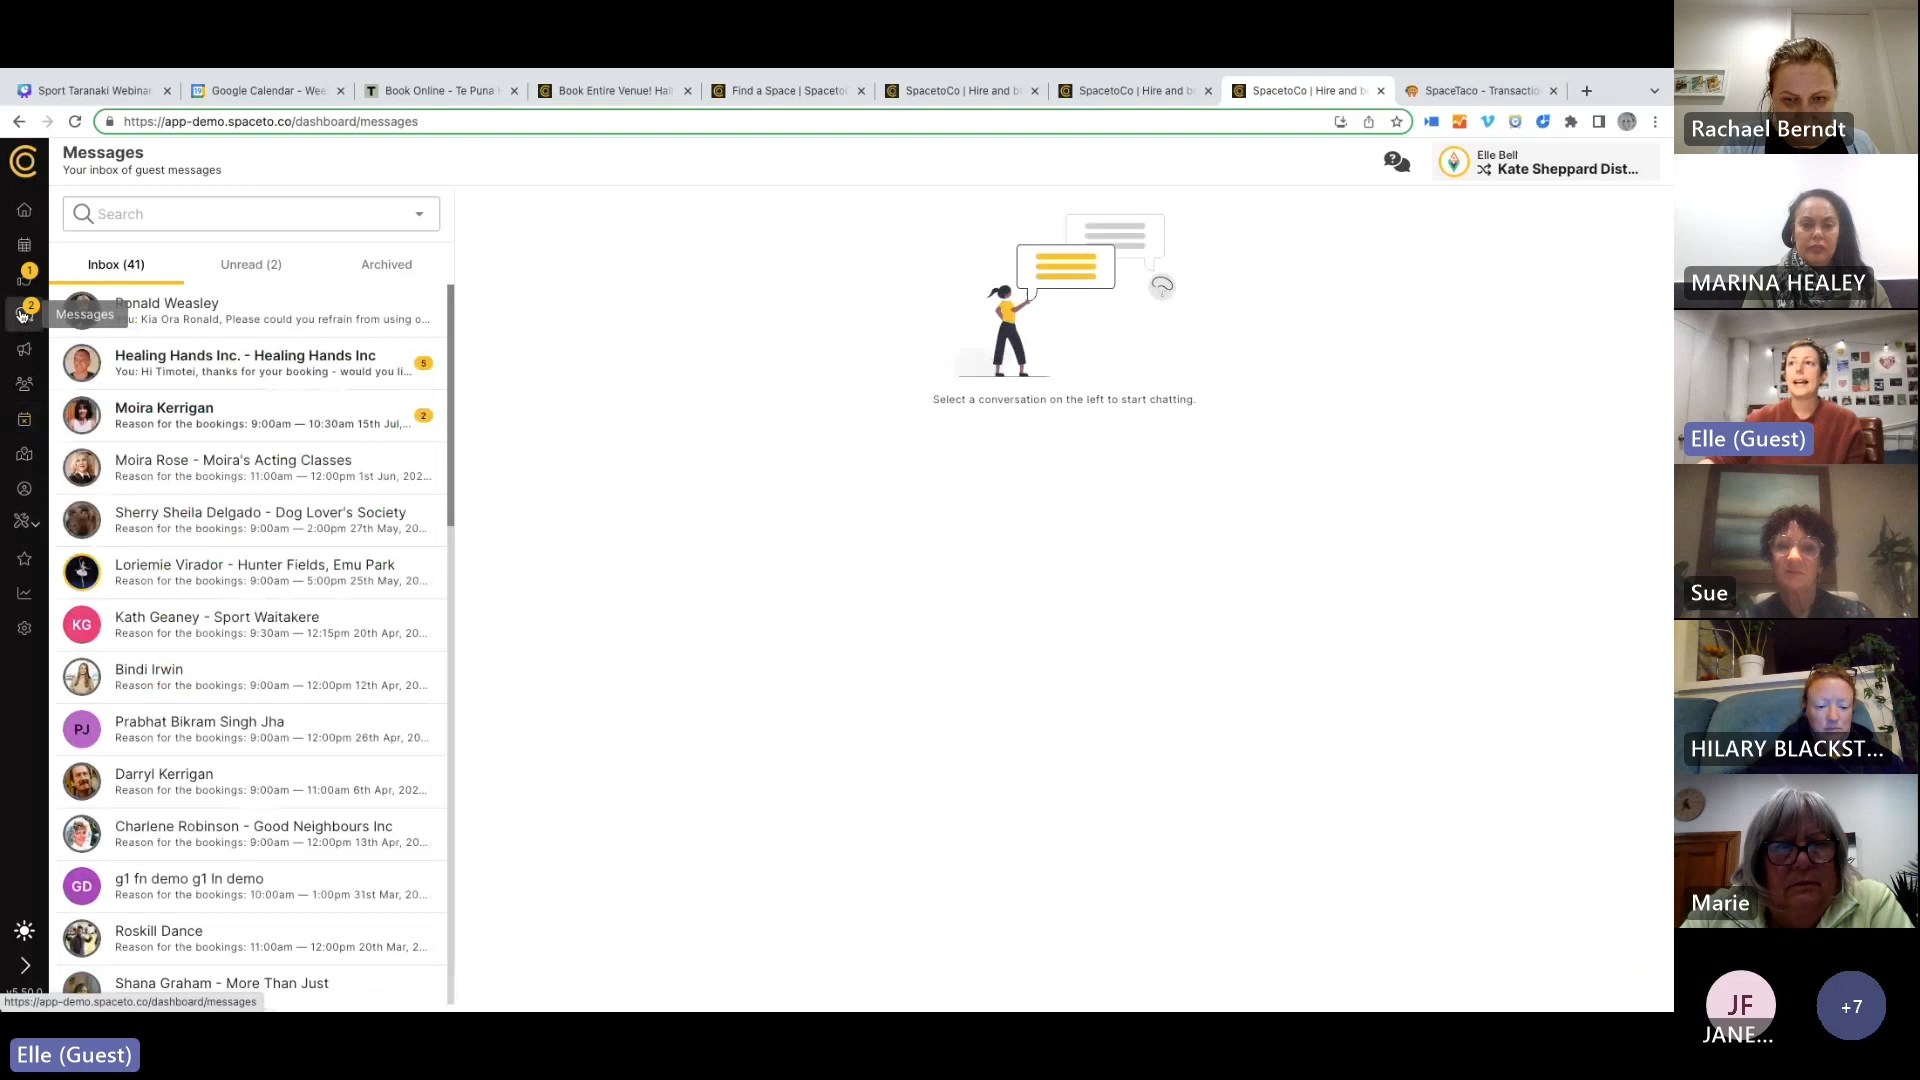 Sport Taranaki Webinar
Google Calendar - Wee
Book Online - Te Puna
Book Entire Venue! Hal
Find a Space | Spaceto
SpacetoCo | Hire and b
SpacetoCo | Hire and b
SpacetoCo | Hire and b
SpaceTaco - Transactio
https://app-demo.spaceto.co/dashboard/messages
Messages
Your inbox of guest messages
Elle Bell
Kate Sheppard Dist...
Search
Inbox (41)
Unread (2)
Archived
1
2
Messages
Ronald Weasley
u: Kia Ora Ronald, Please could you refrain from using o...
Healing Hands Inc. - Healing Hands Inc
You: Hi Timotei, thanks for your booking - would you li...
5
Moira Kerrigan
Reason for the bookings: 9:00am — 10:30am 15th Jul,...
2
Moira Rose - Moira's Acting Classes
Reason for the bookings: 11:00am — 12:00pm 1st Jun, 202...
Sherry Sheila Delgado - Dog Lover's Society
Reason for the bookings: 9:00am — 2:00pm 27th May, 20...
Loriemie Virador - Hunter Fields, Emu Park
Reason for the bookings: 9:00am — 5:00pm 25th May, 20...
KG
Kath Geaney - Sport Waitakere
Reason for the bookings: 9:30am — 12:15pm 20th Apr, 20...
Bindi Irwin
Reason for the bookings: 9:00am — 12:00pm 12th Apr, 20...
PJ
Prabhat Bikram Singh Jha
Reason for the bookings: 9:00am — 12:00pm 26th Apr, 20...
Darryl Kerrigan
Reason for the bookings: 9:00am — 11:00am 6th Apr, 202...
Charlene Robinson - Good Neighbours Inc
Reason for the bookings: 9:00am — 12:00pm 13th Apr, 20...
GD
g1 fn demo g1 ln demo
Reason for the bookings: 10:00am — 1:00pm 31st Mar, 20...
Roskill Dance
Reason for the bookings: 11:00am — 12:00pm 20th Mar, 2...
Shana Graham - More Than Just
v5.50.0
https://app-demo.spaceto.co/dashboard/messages
Select a conversation on the left to start chatting.
Rachael Berndt
MARINA HEALEY
Elle (Guest)
Sue
HILARY BLACKST...
Marie
JF
JANE...
+7
Elle (Guest)